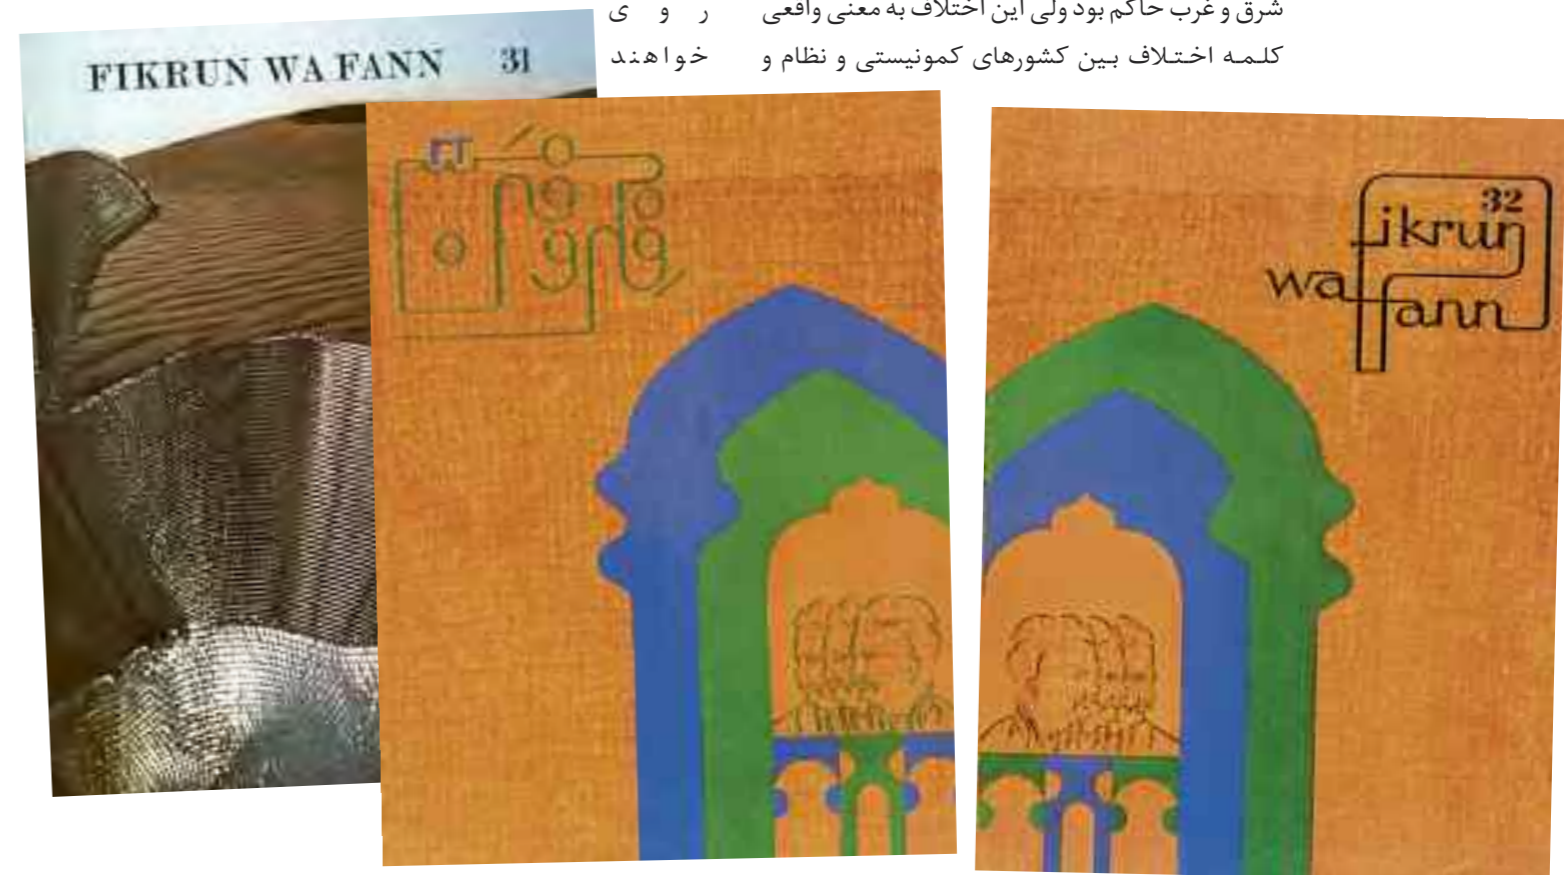 شرق و غرب حاکم بود ولی این اختلاف به معنی واقعی
کلمه اختلاف بین کشورهای کمونیستی و نظام و
ر و ی
خواهند
FIKRUN WA FANN 31
32
fikrun
wa fann